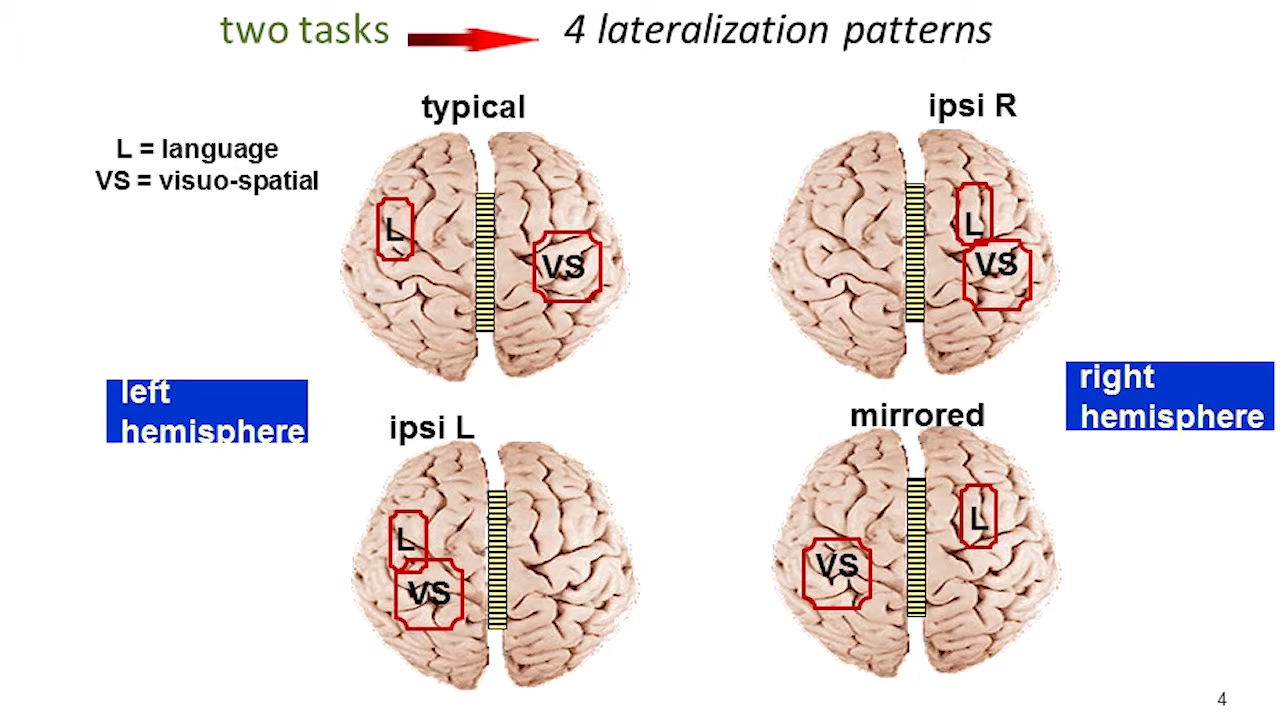 two tasks 4 lateralization patterns
typical
ipsi R
L = language
VS = visuo-spatial
L
VS
L
VS
left
hemisphere
right
hemisphere
ipsi L
mirrored
L
VS
L
VS
4